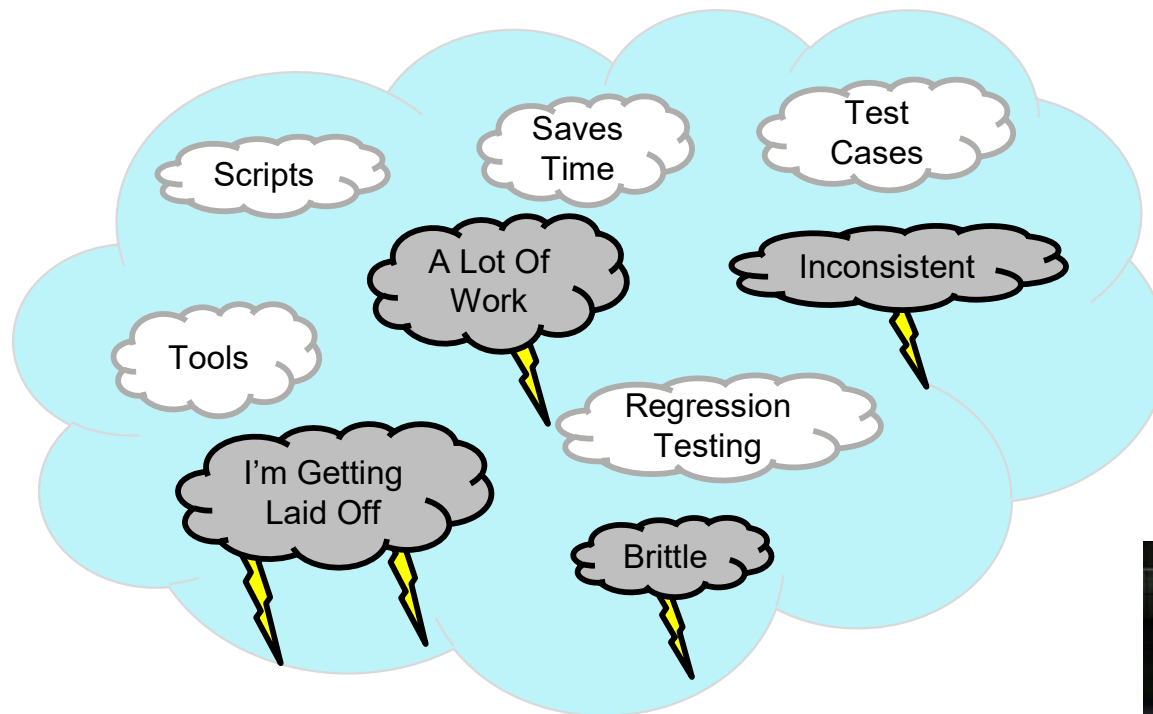 Scripts
Saves
Time
Test
Cases
A Lot Of
Work
Inconsistent
Tools
Regression
Testing
I’m Getting
Laid Off
Brittle